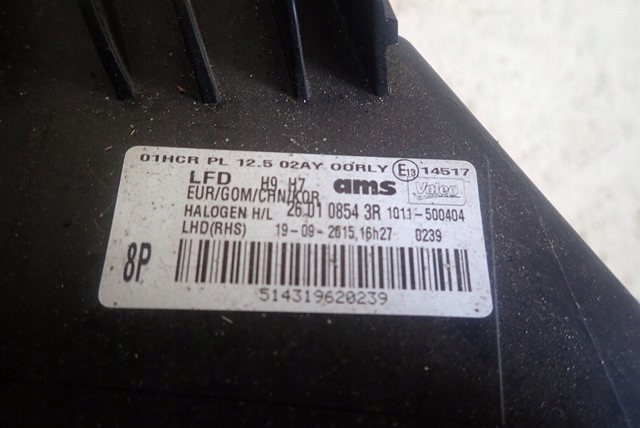 01HCR PL 12.5 02AY 00RLY E13 14517
LFD H9 H7 ams Valeo
EUR/GOM/CHN/KOR
HALOGEN H/L 26 01 0854 3R 1011-500404
LHD(RHS) 19-09-2015,16h27 0239
8P
514319620239